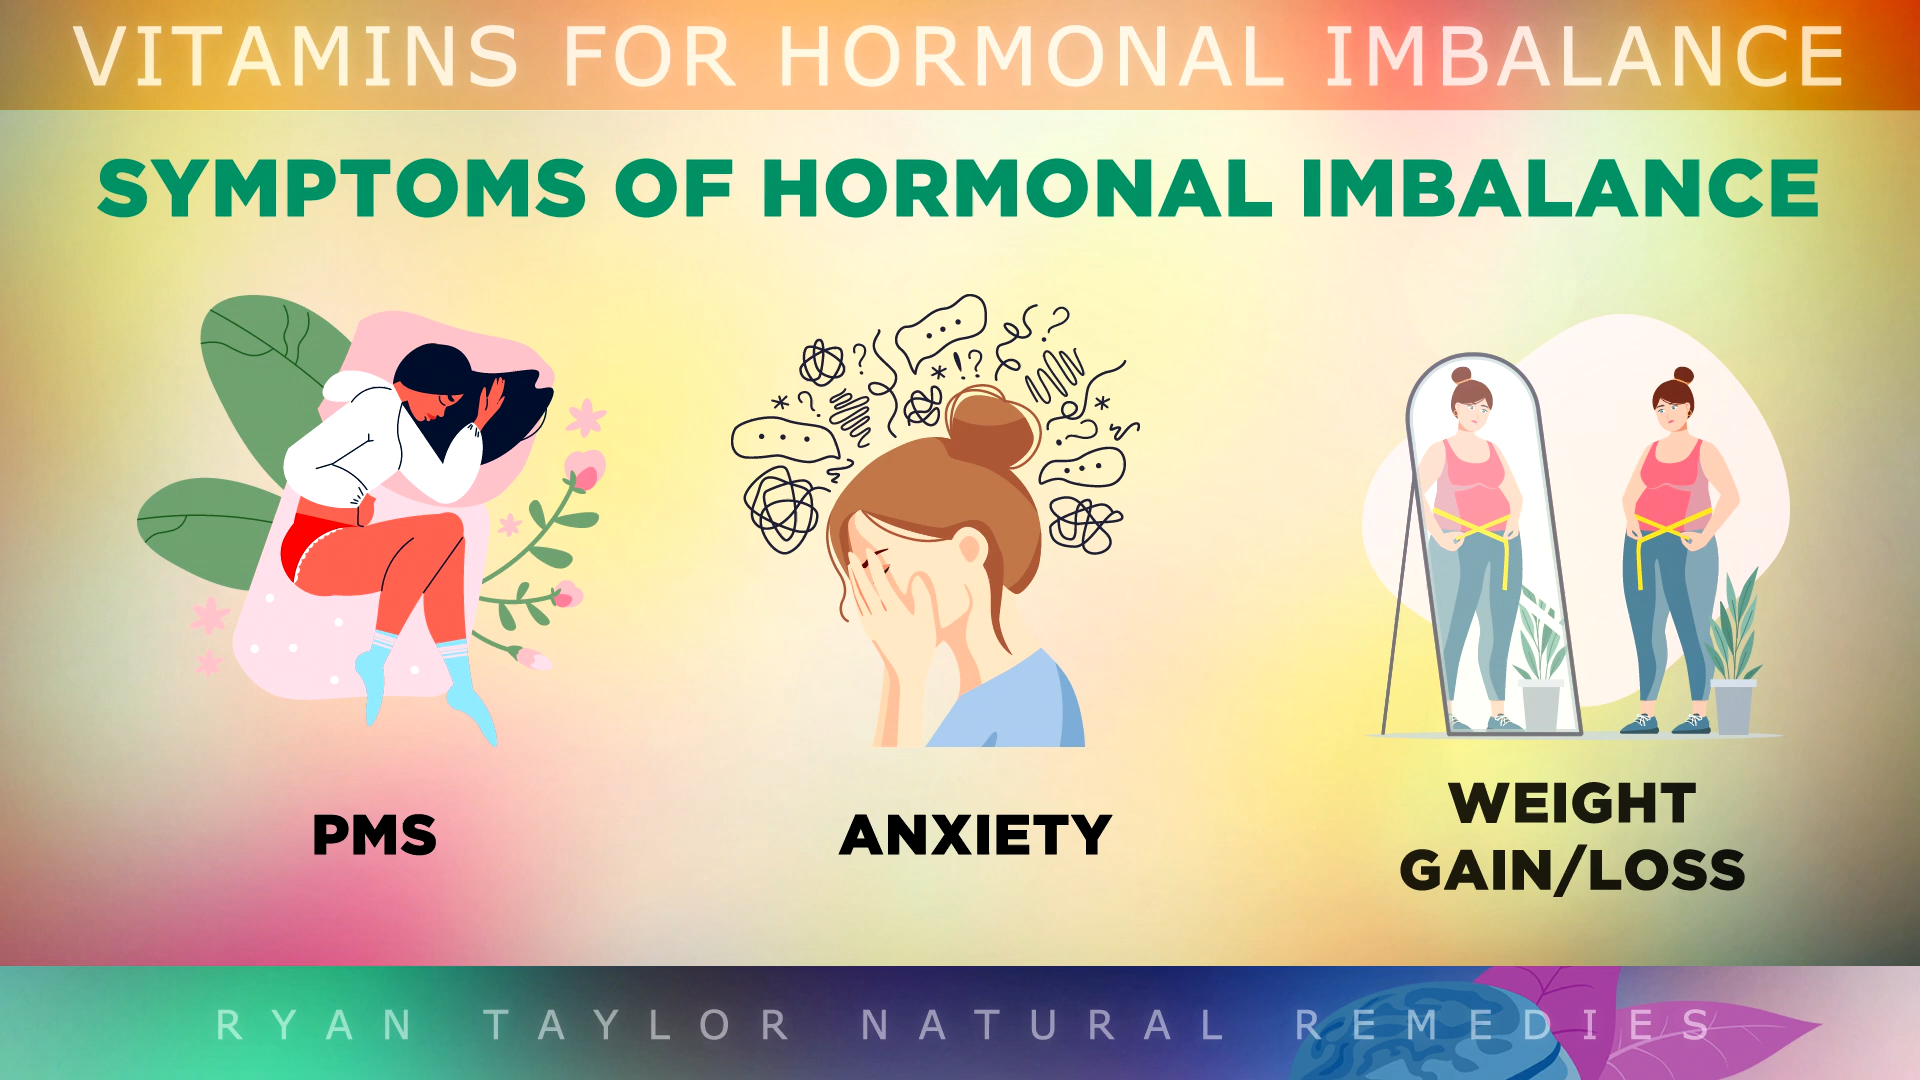 VITAMINS FOR HORMONAL IMBALANCE
SYMPTOMS OF HORMONAL IMBALANCE
PMS
ANXIETY
WEIGHT
GAIN/LOSS
RYAN TAYLOR NATURAL REMEDIES